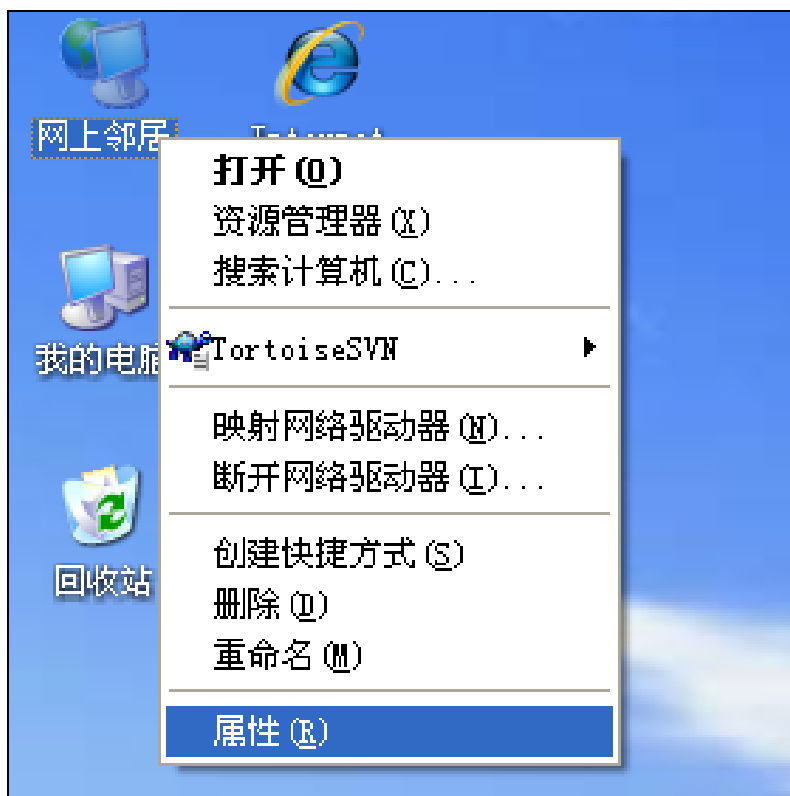 网上邻居
Internet
打开(O)
资源管理器(X)
搜索计算机(C)...
我的电脑
TortoiseSVN
映射网络驱动器(N)...
断开网络驱动器(I)...
回收站
创建快捷方式(S)
删除(D)
重命名(M)
属性(R)